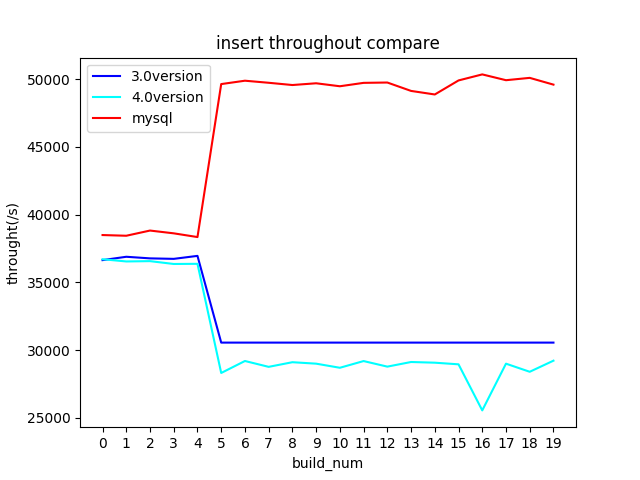 insert throughout compare
3.0version
4.0version
mysql
50000
45000
40000
35000
30000
25000
throught(/s)
0 1 2 3 4 5 6 7 8 9 10 11 12 13 14 15 16 17 18 19
build_num